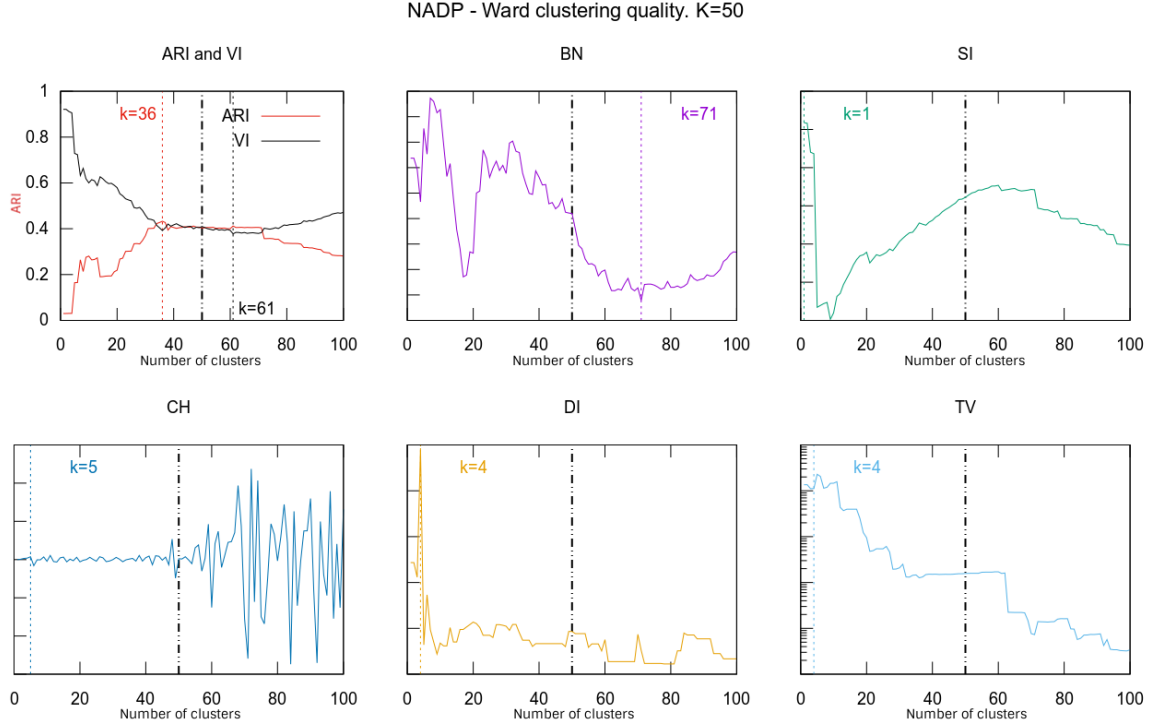 NADP - Ward clustering quality. K=50
ARI and VI
BN
SI
1
0.8
0.6
0.4
0.2
0
ARI
k=36
ARI
VI
k=61
k=71
k=1
0 20 40 60 80 100
Number of clusters
0 20 40 60 80 100
Number of clusters
0 20 40 60 80 100
Number of clusters
CH
DI
TV
k=5
k=4
k=4
0 20 40 60 80 100
Number of clusters
0 20 40 60 80 100
Number of clusters
0 20 40 60 80 100
Number of clusters